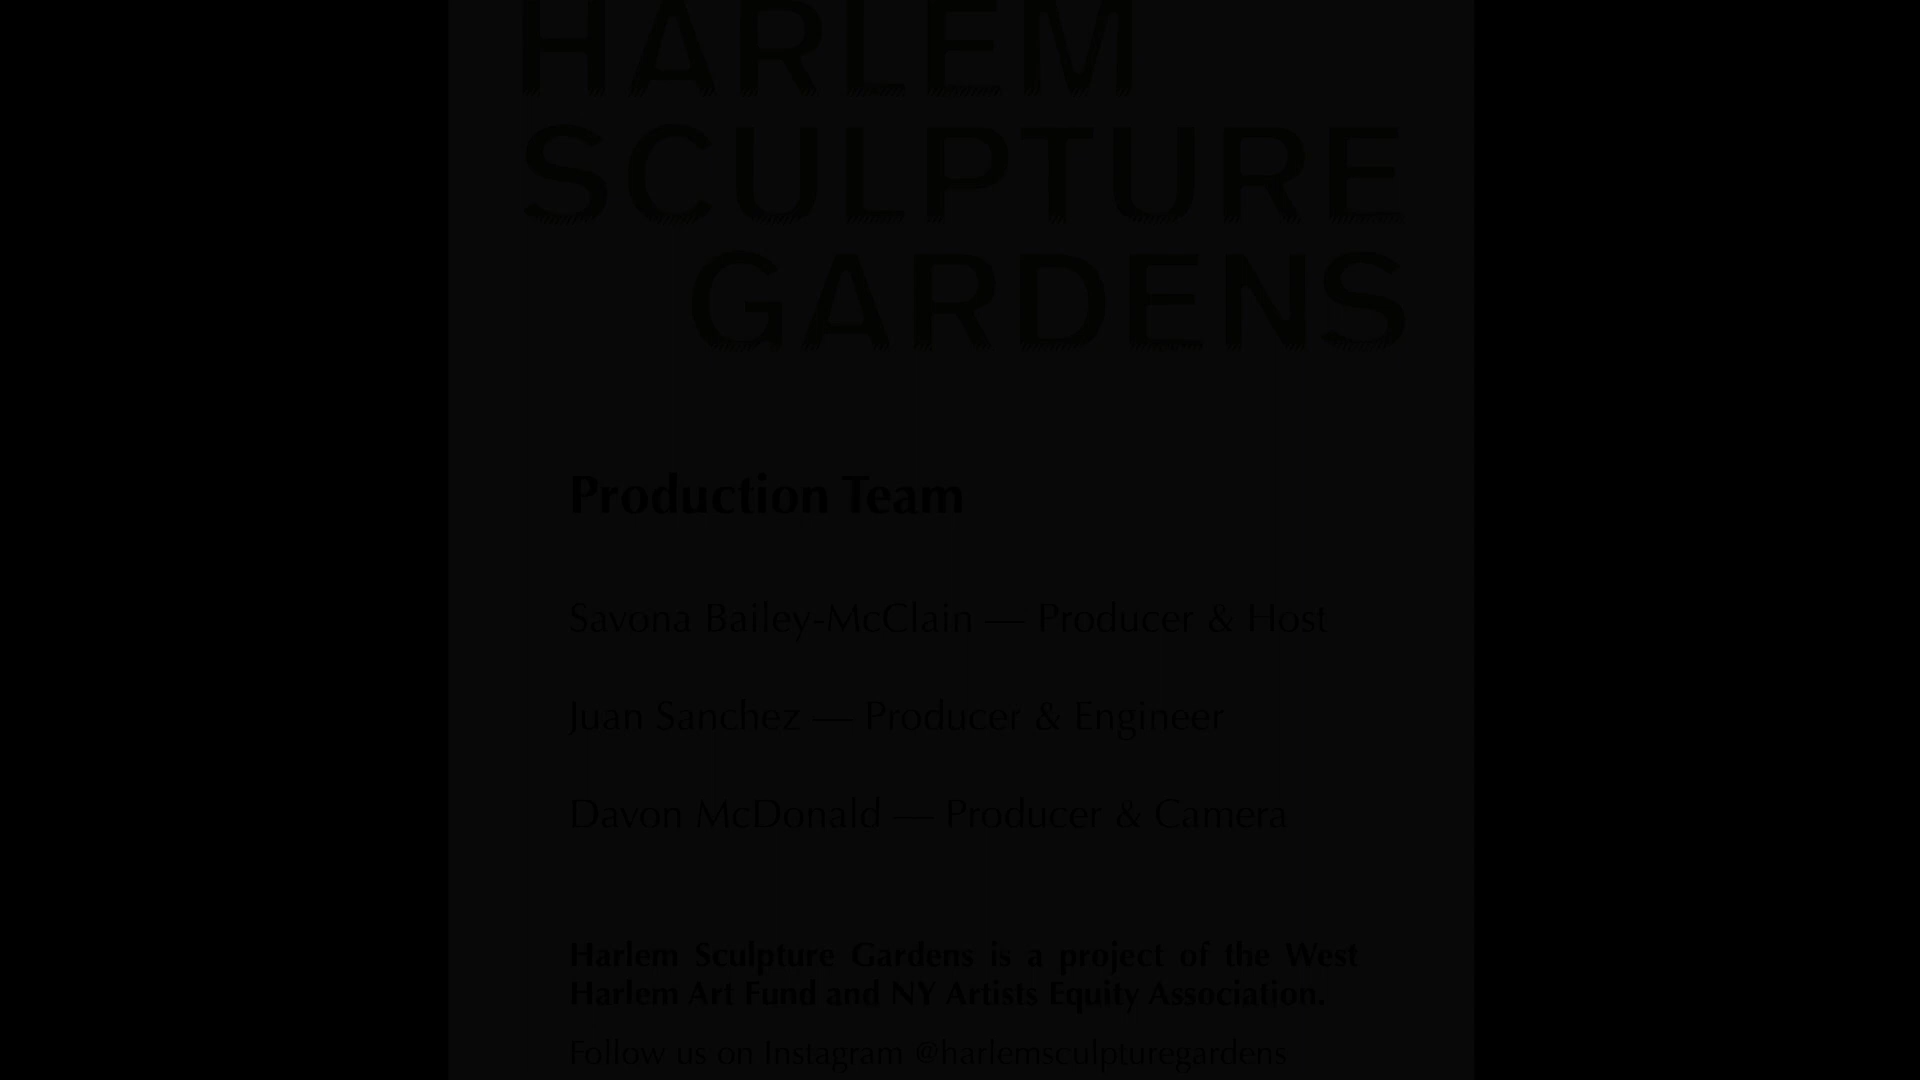 HARLEM
SCULPTURE
GARDENS
Production Team
Savona Bailey-McClain — Producer & Host
Juan Sanchez — Producer & Engineer
Davon McDonald — Producer & Camera
Harlem Sculpture Gardens is a project of the West
Harlem Art Fund and NY Artists Equity Association.
Follow us on Instagram @harlemsculpturegardens